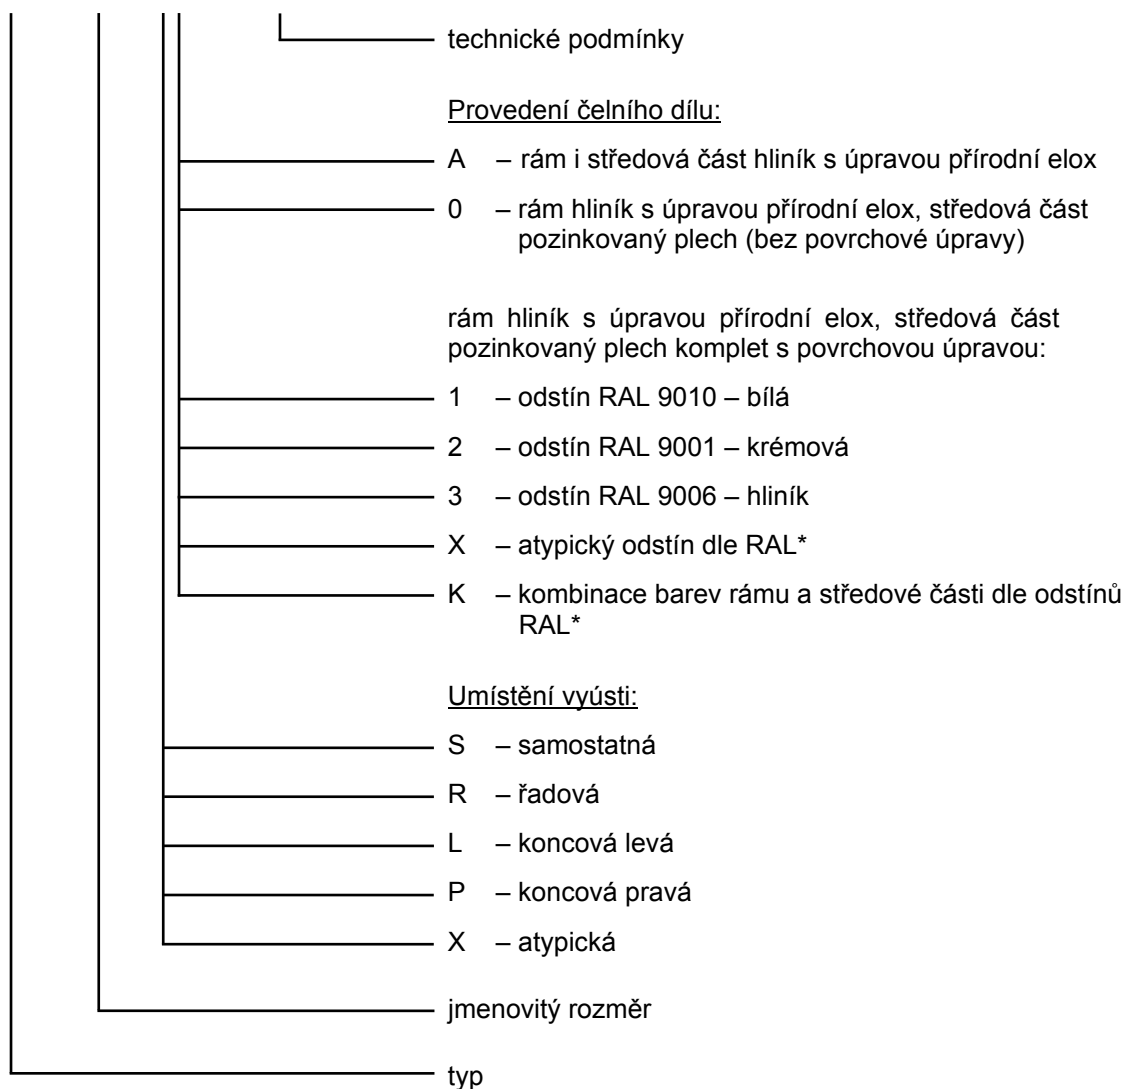 technické podmínky
Provedení čelního dílu:
A – rám i středová část hliník s úpravou přírodní elox
0 – rám hliník s úpravou přírodní elox, středová část
pozinkovaný plech (bez povrchové úpravy)
rám hliník s úpravou přírodní elox, středová část
pozinkovaný plech komplet s povrchovou úpravou:
1 – odstín RAL 9010 – bílá
2 – odstín RAL 9001 – krémová
3 – odstín RAL 9006 – hliník
X – atypický odstín dle RAL*
K – kombinace barev rámu a středové části dle odstínů
RAL*
Umístění vyústi:
S – samostatná
R – řadová
L – koncová levá
P – koncová pravá
X – atypická
jmenovitý rozměr
typ